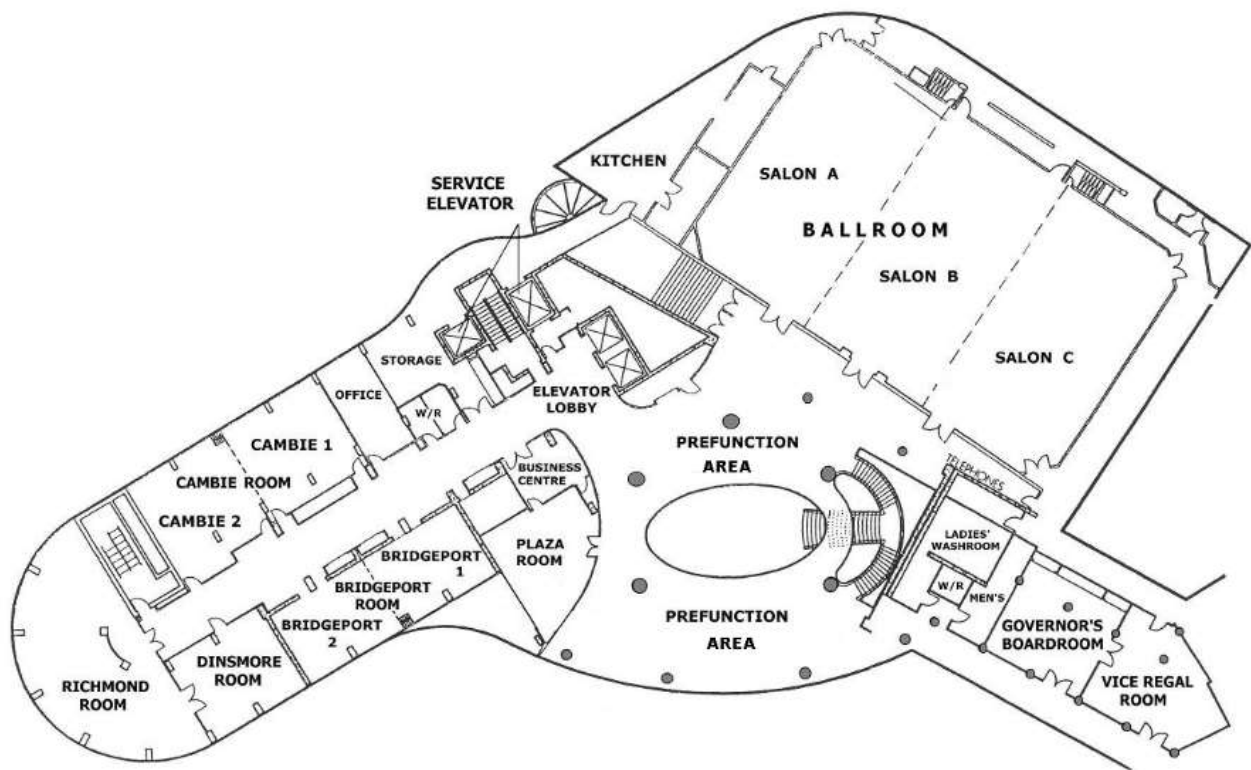 KITCHEN
SERVICE
ELEVATOR
SALON A
BALLROOM
SALON B
SALON C
STORAGE
OFFICE
W/R
ELEVATOR
LOBBY
CAMBIE 1
CAMBIE ROOM
CAMBIE 2
BUSINESS
CENTRE
PLAZA
ROOM
BRIDGEPORT
1
BRIDGEPORT
ROOM
BRIDGEPORT
2
DINSMORE
ROOM
RICHMOND
ROOM
PREFUNCTION
AREA
PREFUNCTION
AREA
TELEPHONES
LADIES'
WASHROOM
W/R
MEN'S
GOVERNOR'S
BOARDROOM
VICE REGAL
ROOM